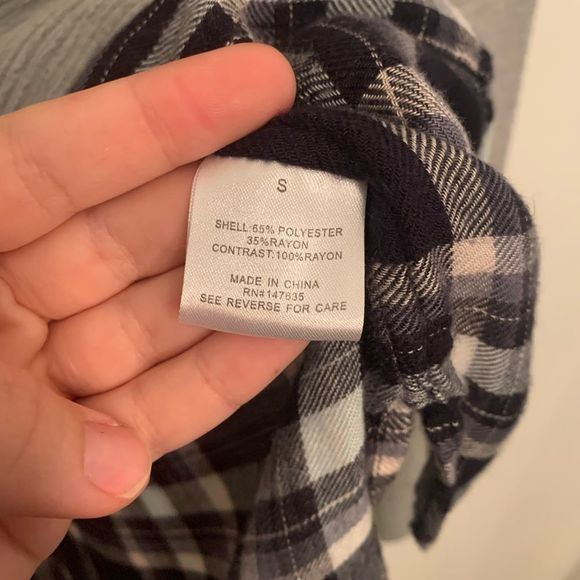 S
SHELL:65% POLYESTER
35%RAYON
CONTRAST:100%RAYON
MADE IN CHINA
RN#147635
SEE REVERSE FOR CARE